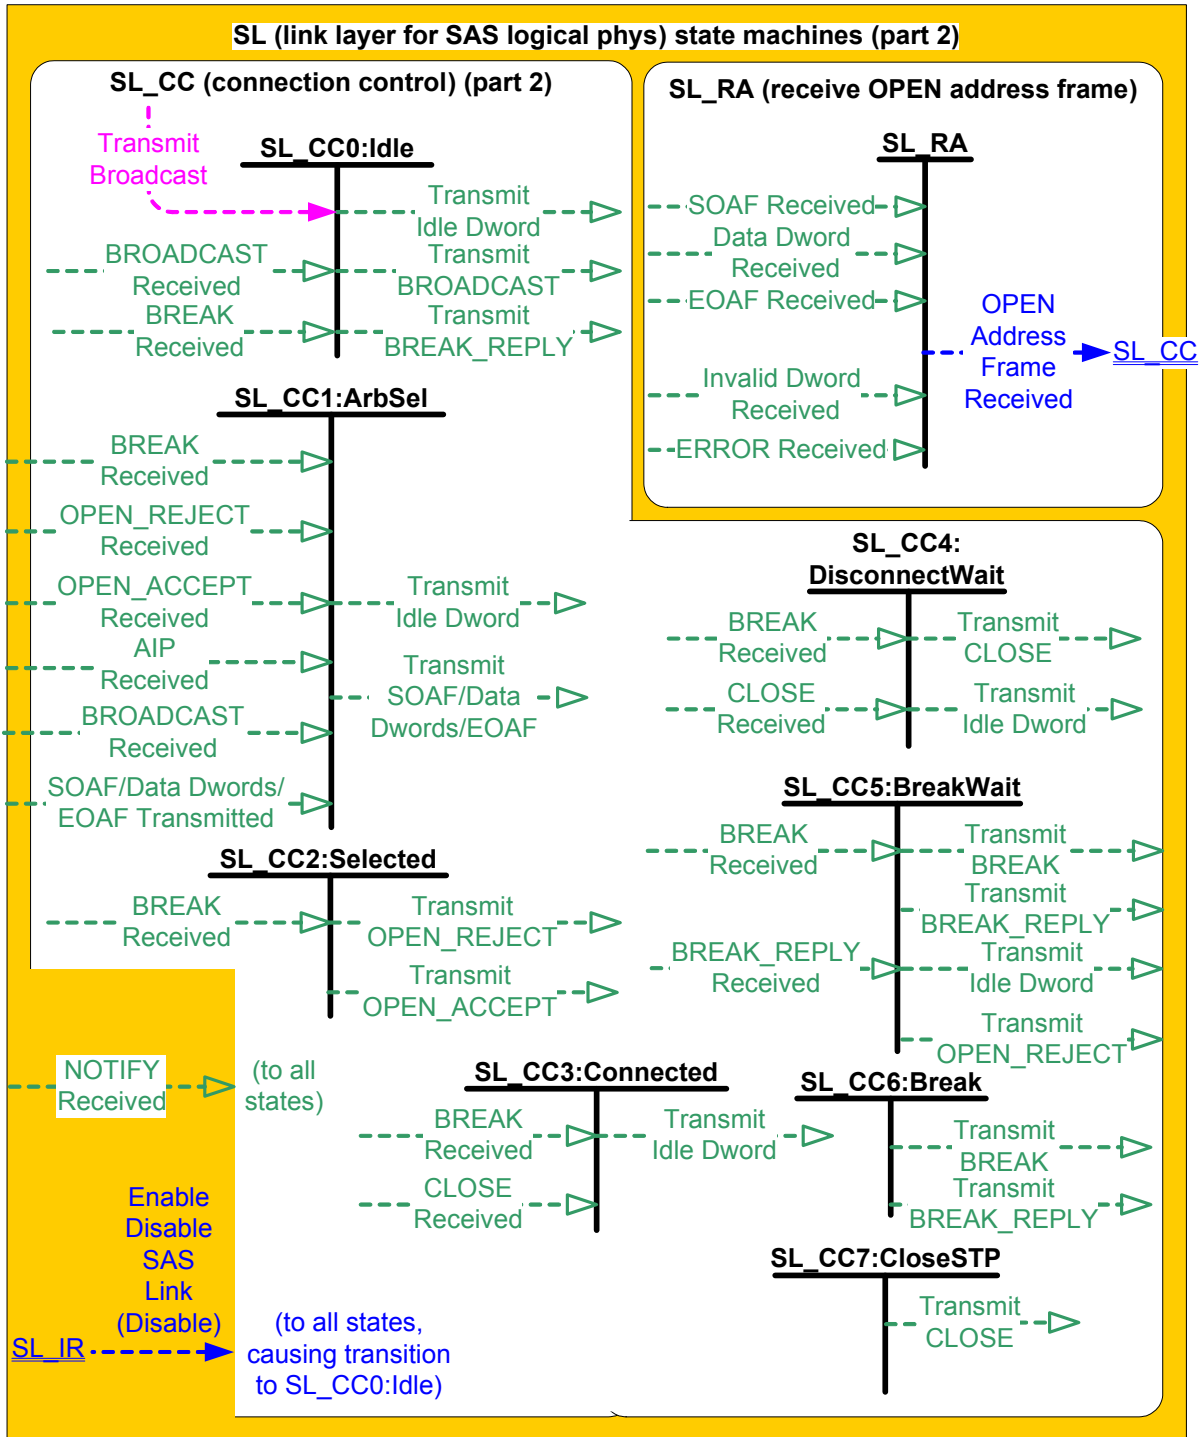 SL (link layer for SAS logical phys) state machines (part 2)
SL_CC (connection control) (part 2)
Transmit
Broadcast
SL_CC0:Idle
Transmit
Idle Dword
BROADCAST
Received
Transmit
BROADCAST
BREAK
Received
Transmit
BREAK_REPLY
SL_CC1:ArbSel
BREAK
Received
OPEN_REJECT
Received
OPEN_ACCEPT
Received
Transmit
Idle Dword
AIP
Received
Transmit
SOAF/Data
Dwords/EOAF
BROADCAST
Received
SOAF/Data Dwords/
EOAF Transmitted
SL_CC2:Selected
BREAK
Received
Transmit
OPEN_REJECT
Transmit
OPEN_ACCEPT
SL_RA (receive OPEN address frame)
SL_RA
SOAF Received
Data Dword
Received
EOAF Received
OPEN
Address
Frame
Received
SL_CC
Invalid Dword
Received
ERROR Received
SL_CC4:
DisconnectWait
BREAK
Received
Transmit
CLOSE
CLOSE
Received
Transmit
Idle Dword
SL_CC5:BreakWait
BREAK
Received
Transmit
BREAK
Transmit
BREAK_REPLY
BREAK_REPLY
Received
Transmit
Idle Dword
Transmit
OPEN_REJECT
NOTIFY
Received
(to all
states)
SL_CC3:Connected
BREAK
Received
Transmit
Idle Dword
CLOSE
Received
SL_CC6:Break
Transmit
BREAK
Transmit
BREAK_REPLY
SL_CC7:CloseSTP
Transmit
CLOSE
Enable
Disable
SAS
Link
(Disable)
SL_IR
(to all states,
causing transition
to SL_CC0:Idle)